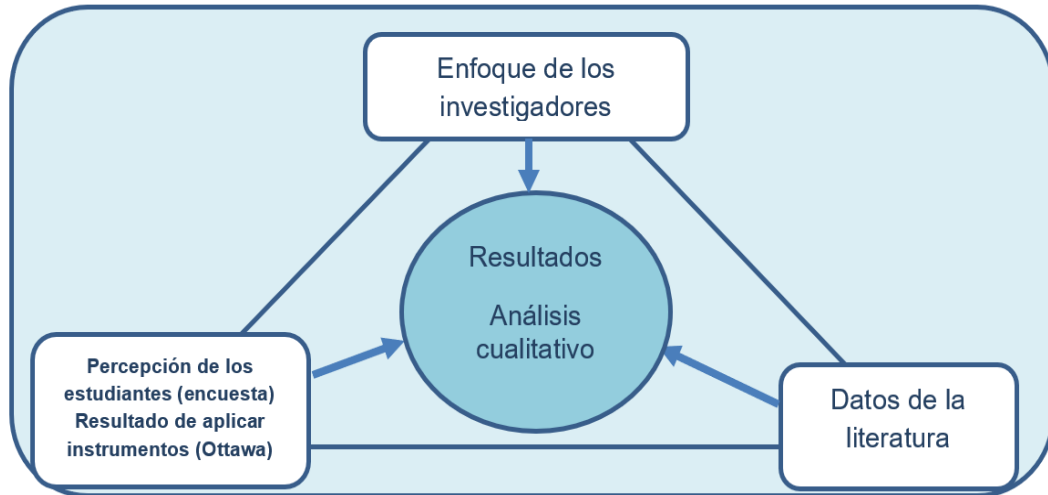 Enfoque de los
investigadores
Resultados
Análisis
cualitativo
Percepción de los
estudiantes (encuesta)
Resultado de aplicar
instrumentos (Ottawa)
Datos de la
literatura